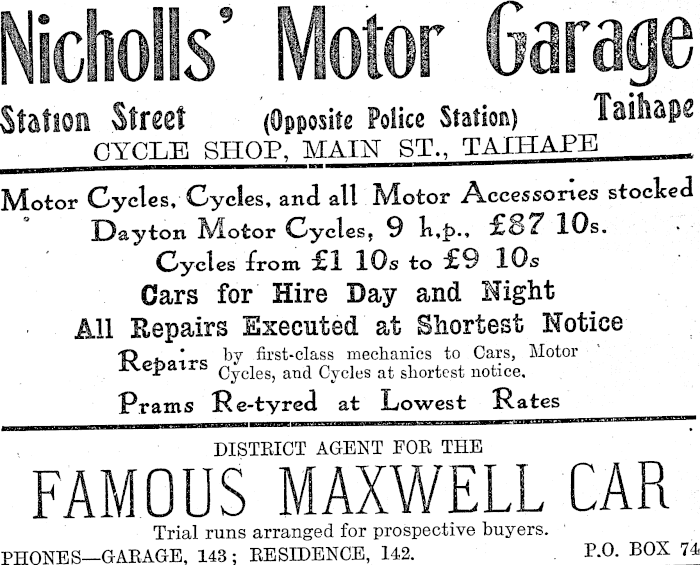 Nicholls' Motor Garage
Station Street (Opposite Police Station) Taihape
CYCLE SHOP, MAIN ST., TAIHAPE
Motor Cycles, Cycles, and all Motor Accessories stocked
Dayton Motor Cycles, 9 h.p., £87 10s.
Cycles from £1 10s to £9 10s
Cars for Hire Day and Night
All Repairs Executed at Shortest Notice
Repairs by first-class mechanics to Cars, Motor
Cycles, and Cycles at shortest notice.
Prams Re-tyred at Lowest Rates
DISTRICT AGENT FOR THE
FAMOUS MAXWELL CAR
Trial runs arranged for prospective buyers.
PHONES—GARAGE, 143; RESIDENCE, 142. P.O. BOX 74